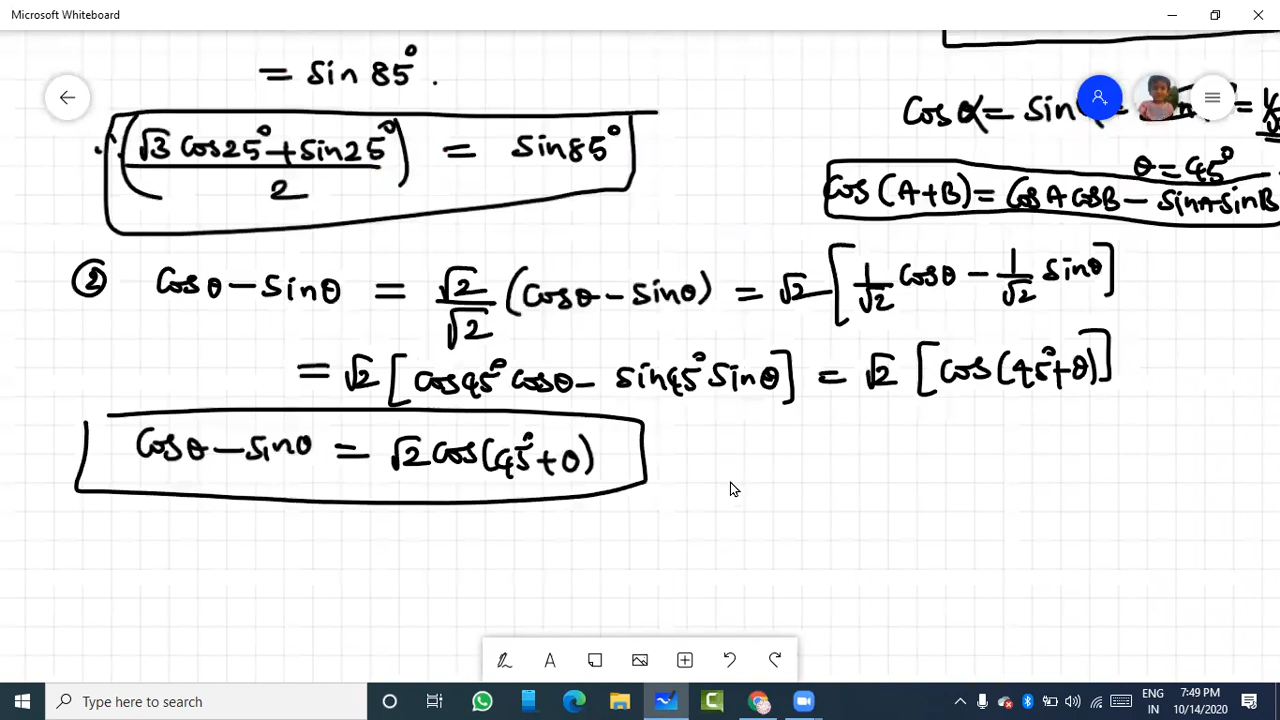 Microsoft Whiteboard
= sin 85°.
∴ (√3 cos25° + sin25°)/2 = sin85°
cosα = sin
θ = 45°
cos(A+B) = cosA cosB − sinA sinB
② cosθ − sinθ = √2/√2 (cosθ − sinθ) = √2 [1/√2 cosθ − 1/√2 sinθ]
= √2 [cos45° cosθ − sin45° sinθ] = √2 [cos(45°+θ)]
cosθ − sinθ = √2 cos(45°+θ)
Type here to search
ENG
IN
7:49 PM
10/14/2020